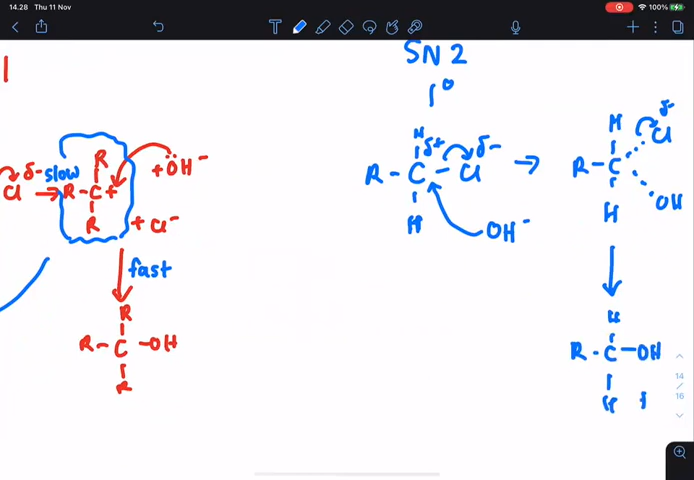 14.28 Thu 11 Nov
100%
SN2
1°
H
δ+ δ-
R - C - Cl
H
OH⁻
H
δ-
Cl
R - C
OH
H
H
R - C - OH
H
δ- slow
Cl
R
R - C +
R
+ÖH⁻
+ Cl⁻
fast
R
R - C - OH
R
14
/
16